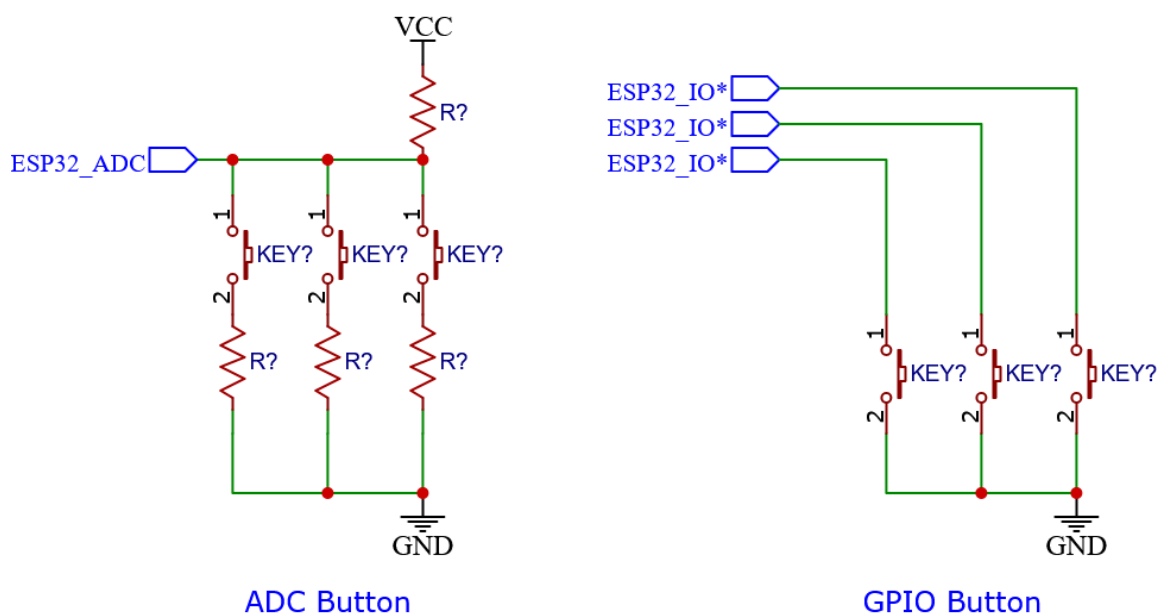 VCC
R?
ESP32_ADC
1 1 1
KEY? KEY? KEY?
2 2 2
R? R? R?
GND
ADC Button
ESP32_IO*
ESP32_IO*
ESP32_IO*
1 1 1
KEY? KEY? KEY?
2 2 2
GND
GPIO Button